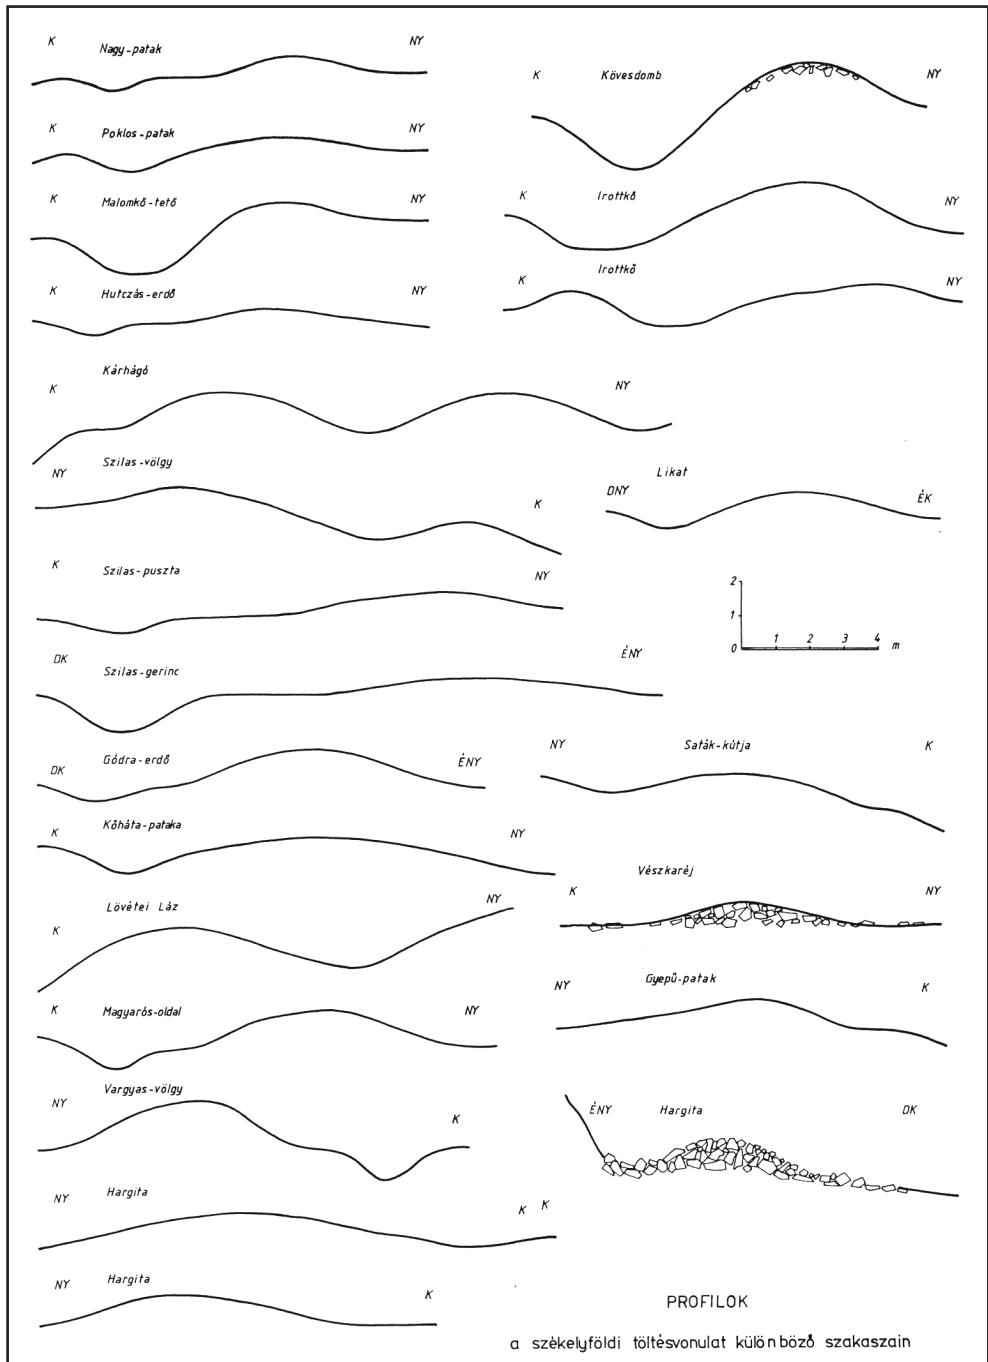 K Nagy-patak NY
K Poklos-patak NY
K Malomkő-tető NY
K Hutczás-erdő NY
K Kárhágó NY
NY Szilas-völgy K
K Szilas-puszta NY
DK Szilas-gerinc ÉNY
DK Gódra-erdő ÉNY
K Kőháta-pataka NY
K Lövétei Láz NY
K Magyarós-oldal NY
NY Vargyas-völgy K
NY Hargita K K
NY Hargita K
K Kövesdomb NY
K Irottkő NY
K Irottkő NY
DNY Likat ÉK
2
1
0 1 2 3 4 m
NY Saták-kútja K
K Vészkaréj NY
NY Gyepű-patak K
ÉNY Hargita DK
PROFILOK
a székelyföldi töltésvonulat különböző szakaszain